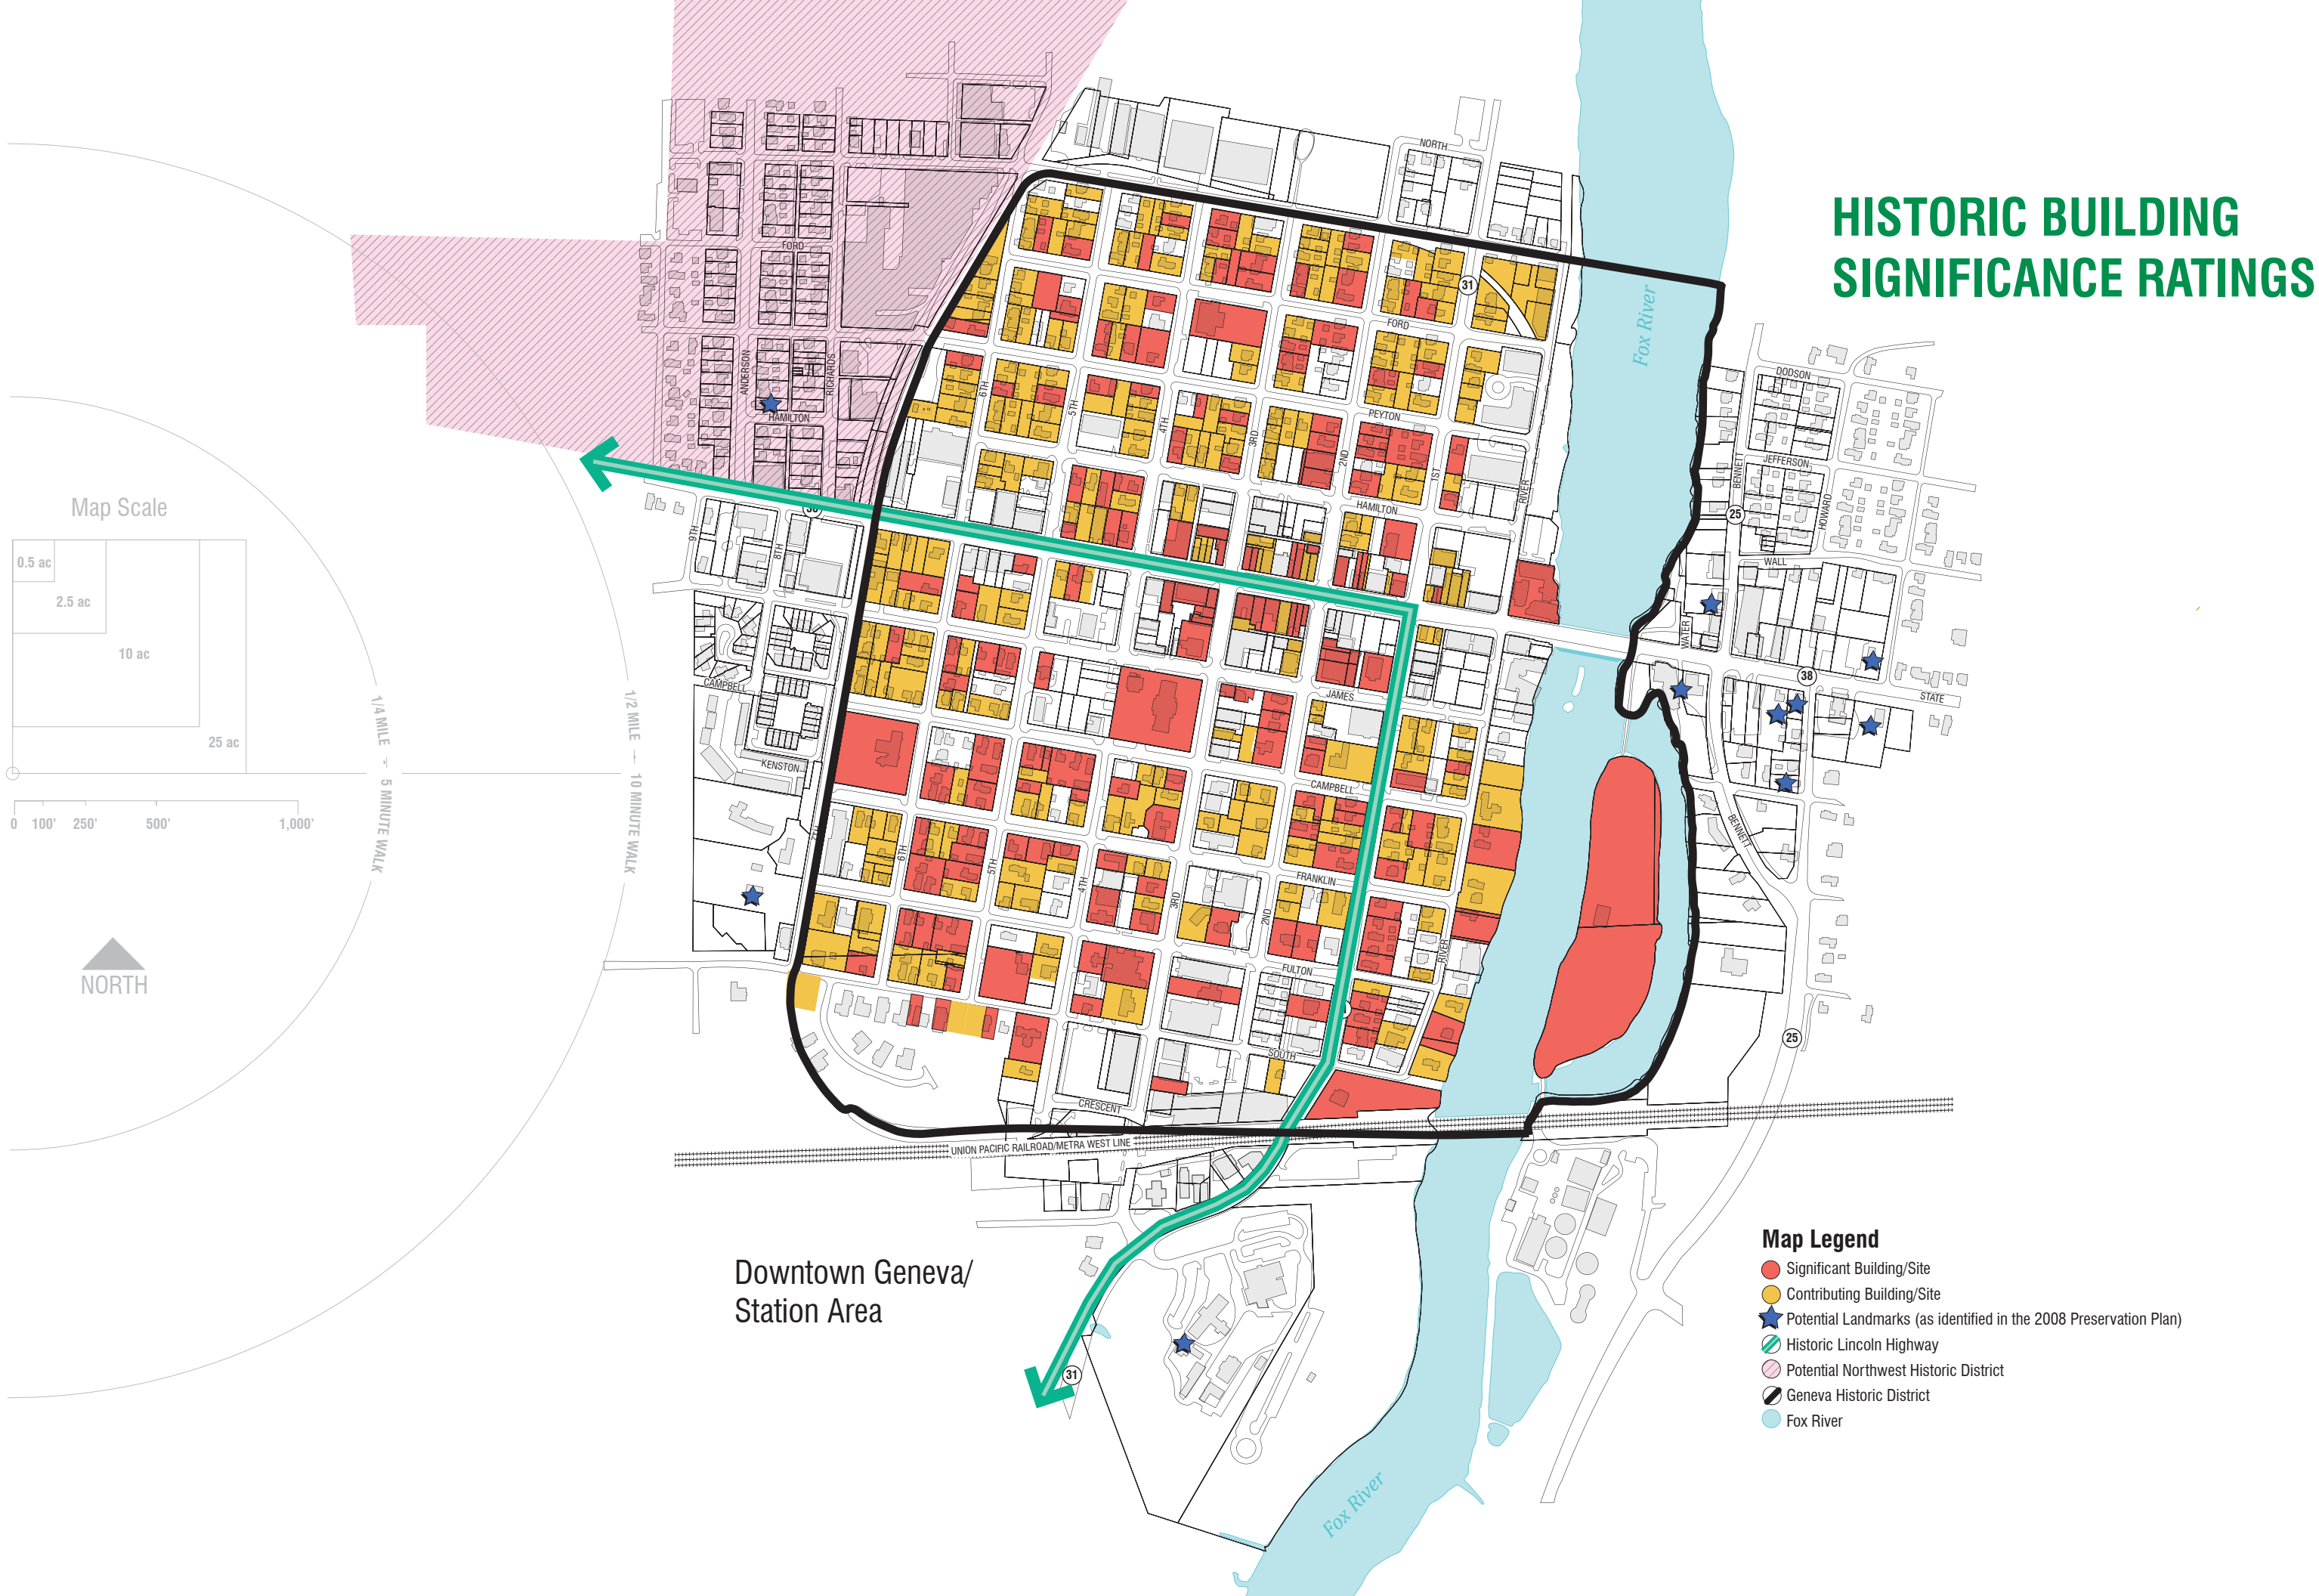 HISTORIC BUILDING
SIGNIFICANCE RATINGS
NORTH
FORD
31
FORD
Fox River
ANDERSON
RICHARDS
HAMILTON
6TH
5TH
4TH
3RD
2ND
1ST
PEYTON
HAMILTON
RIVER
DODSON
JEFFERSON
BENNETT
HOWARD
25
WALL
WATER
38
STATE
9TH
8TH
CAMPBELL
KENSTON
JAMES
CAMPBELL
FRANKLIN
BENNETT
6TH
5TH
4TH
3RD
2ND
RIVER
FULTON
SOUTH
CRESCENT
25
UNION PACIFIC RAILROAD/METRA WEST LINE
31
Fox River
Map Scale
0.5 ac
2.5 ac
10 ac
25 ac
0 100' 250' 500' 1,000'
1/4 MILE - 5 MINUTE WALK
1/2 MILE - 10 MINUTE WALK
NORTH
Downtown Geneva/
Station Area
Map Legend
Significant Building/Site
Contributing Building/Site
Potential Landmarks (as identified in the 2008 Preservation Plan)
Historic Lincoln Highway
Potential Northwest Historic District
Geneva Historic District
Fox River